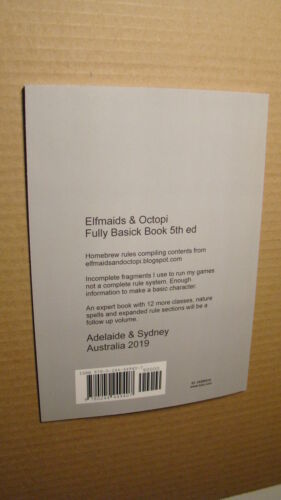 Elfmaids & Octopi
Fully Basick Book 5th ed
Homebrew rules compiling contents from
elfmaidsandoctopi.blogspot.com
Incomplete fragments I use to run my games
not a complete rule system. Enough
information to make a basic character.
An expert book with 12 more classes, nature
spells and expanded rule sections will be a
follow up volume.
Adelaide & Sydney
Australia 2019
90000